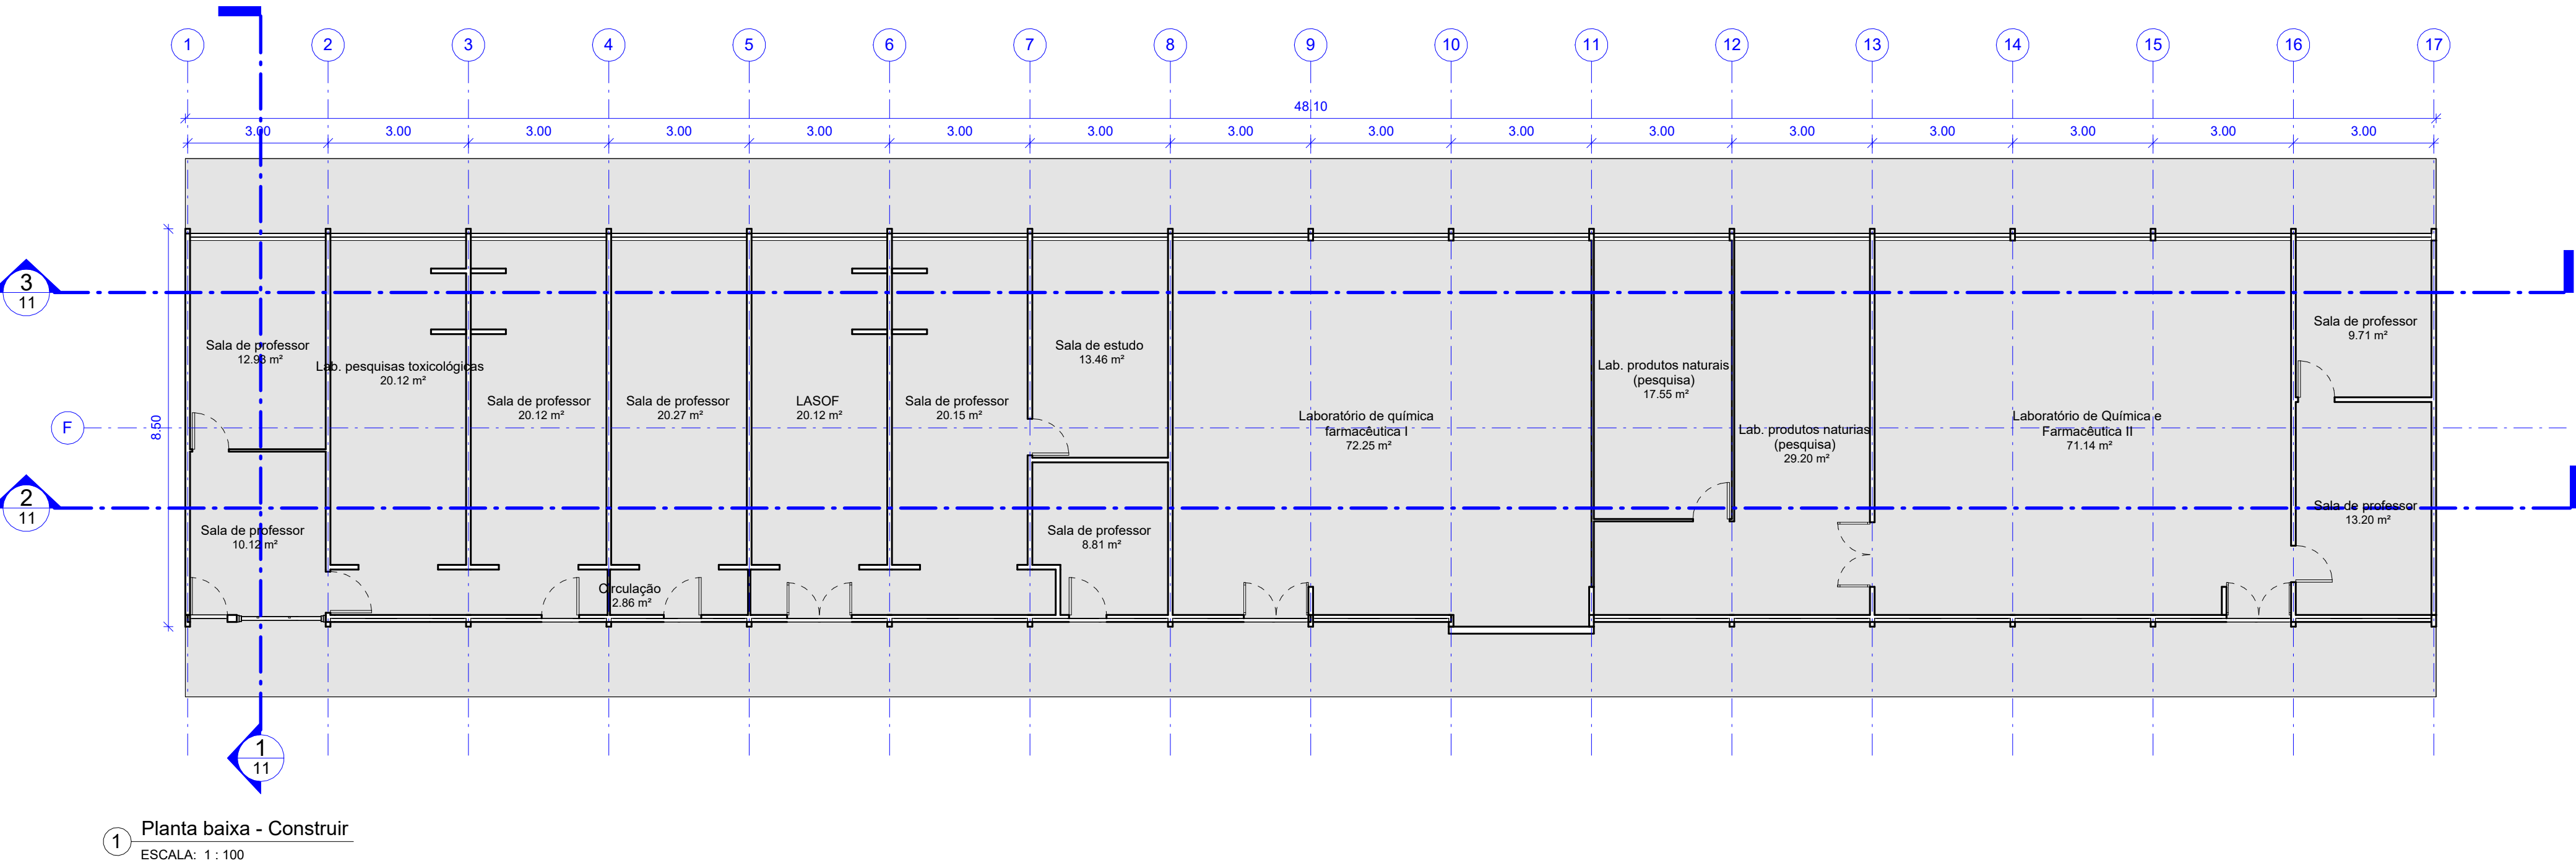 1 2 3 4 5 6 7 8 9 10 11 12 13 14 15 16 17
48.10
3.00 3.00 3.00 3.00 3.00 3.00 3.00 3.00 3.00 3.00 3.00 3.00 3.00 3.00 3.00 3.00
8.50
3
11
F
2
11
Sala de professor
12.93 m²
Lab. pesquisas toxicológicas
20.12 m²
Sala de professor
20.12 m²
Sala de professor
20.27 m²
LASOF
20.12 m²
Sala de professor
20.15 m²
Sala de estudo
13.46 m²
Laboratório de química
farmacêutica I
72.25 m²
Lab. produtos naturais
(pesquisa)
17.55 m²
Lab. produtos naturias
(pesquisa)
29.20 m²
Laboratório de Química e
Farmacêutica II
71.14 m²
Sala de professor
9.71 m²
Sala de professor
10.12 m²
Circulação
2.86 m²
Sala de professor
8.81 m²
Sala de professor
13.20 m²
1
11
1
Planta baixa - Construir
ESCALA: 1 : 100